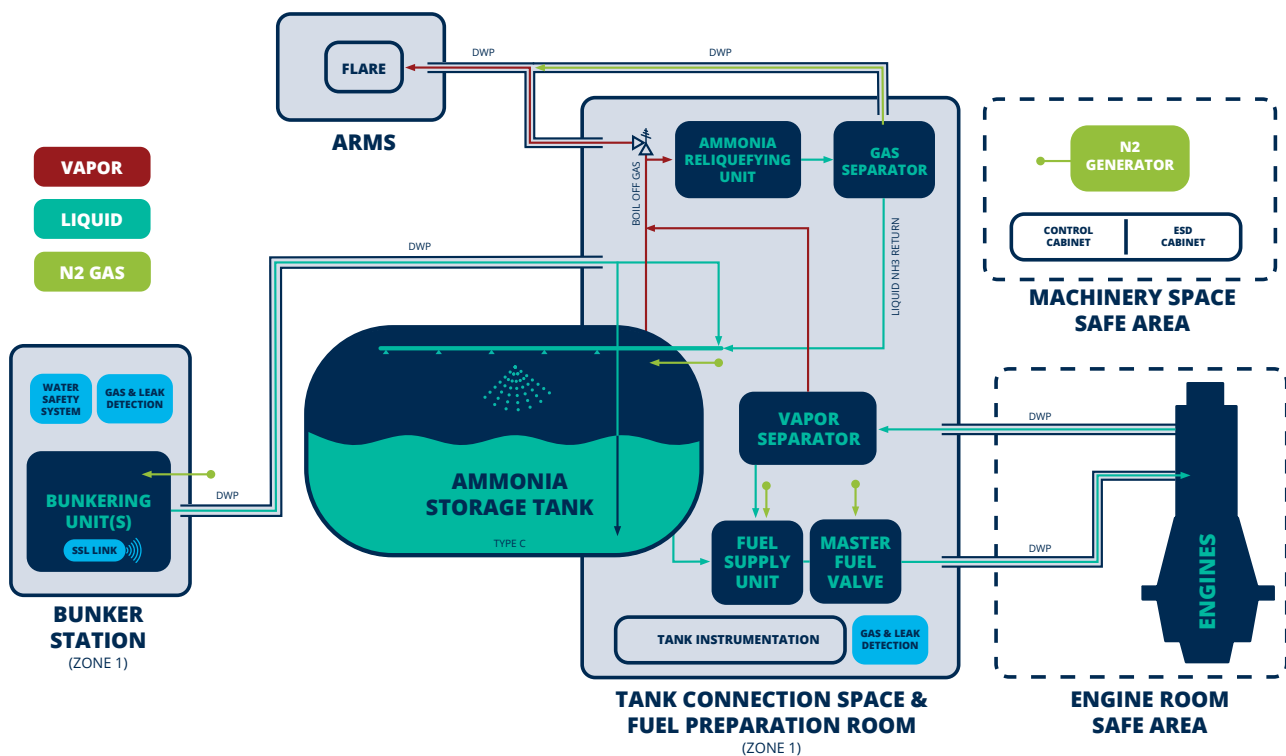 DWP
DWP
FLARE
ARMS
VAPOR
LIQUID
N2 GAS
BOIL OFF GAS
AMMONIA
RELIQUEFYING
UNIT
GAS
SEPARATOR
LIQUID NH3 RETURN
N2
GENERATOR
CONTROL
CABINET
ESD
CABINET
MACHINERY SPACE
SAFE AREA
DWP
WATER
SAFETY
SYSTEM
GAS & LEAK
DETECTION
BUNKERING
UNIT(S)
SSL LINK
DWP
BUNKER
STATION
(ZONE 1)
AMMONIA
STORAGE TANK
TYPE C
VAPOR
SEPARATOR
FUEL
SUPPLY
UNIT
MASTER
FUEL
VALVE
TANK INSTRUMENTATION
GAS & LEAK
DETECTION
TANK CONNECTION SPACE &
FUEL PREPARATION ROOM
(ZONE 1)
DWP
DWP
ENGINES
ENGINE ROOM
SAFE AREA